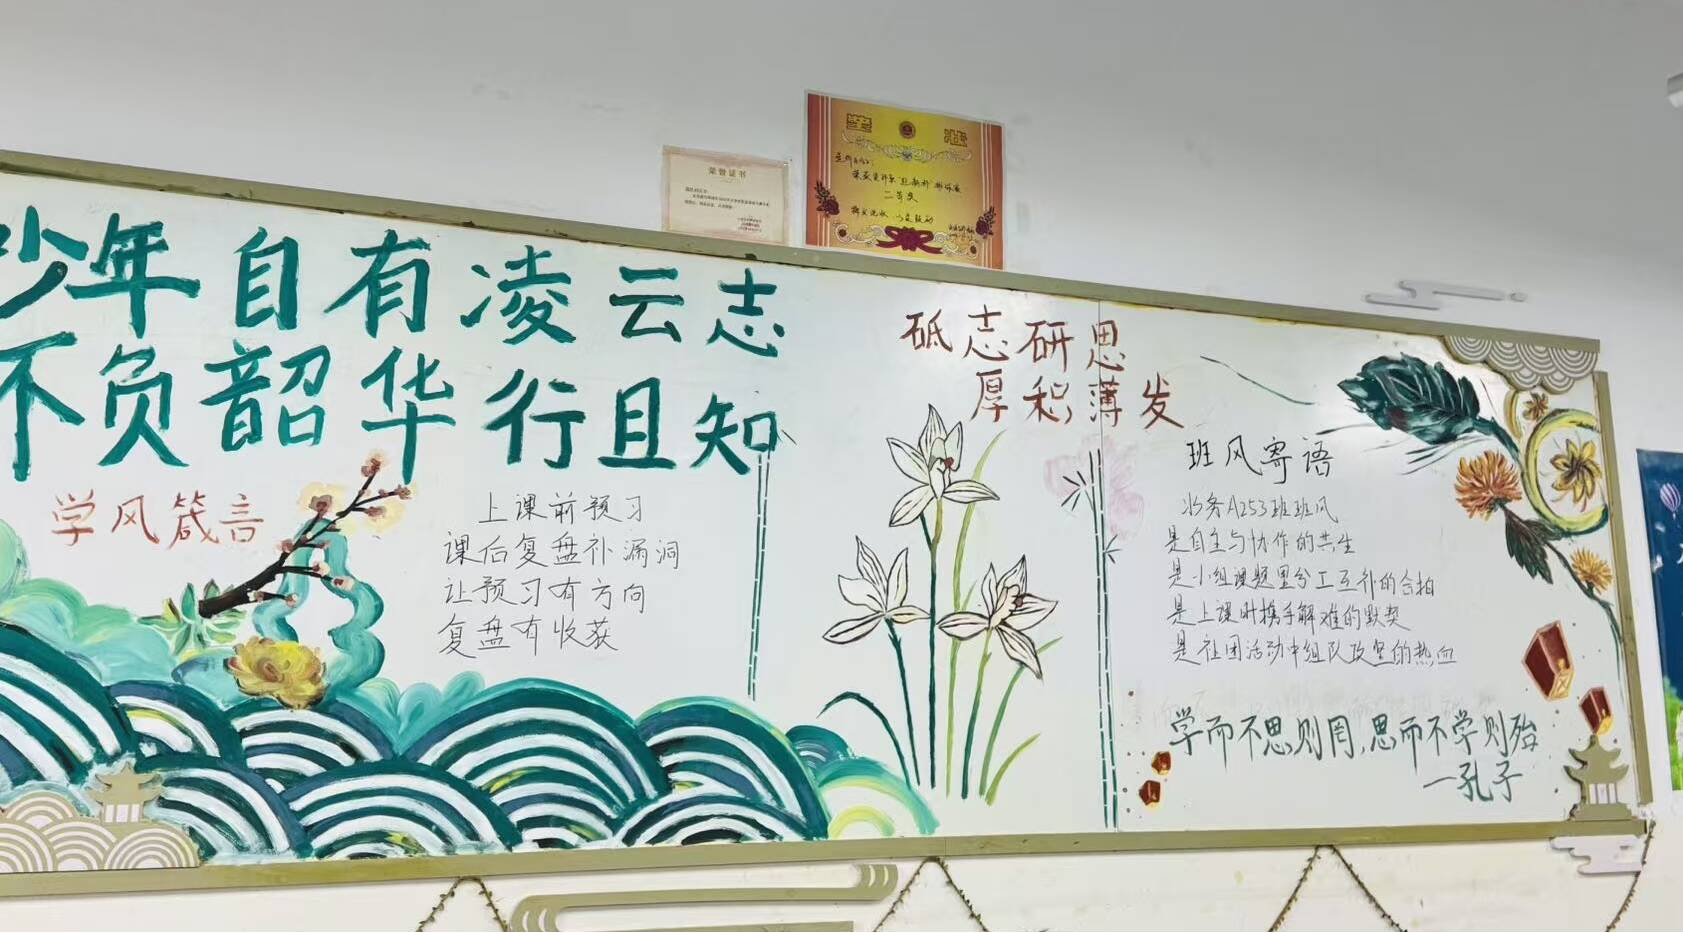 荣誉证书
奖状
二等奖
少年自有凌云志
不负韶华行且知
学风箴言
上课前预习
课后复盘补漏洞
让预习有方向
复盘有收获
砥志研思
厚积薄发
班风寄语
A253班班风
是自主与协作的共生
是小组课题里分工互补的合拍
是上课时携手解难的默契
是社团活动中组队攻坚的热血
学而不思则罔,思而不学则殆
—孔子